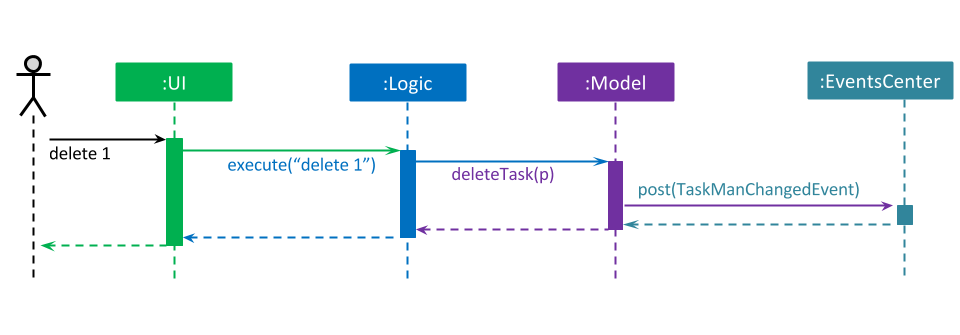 :UI
:Logic
:Model
:EventsCenter
delete 1
execute(“delete 1”)
deleteTask(p)
post(TaskManChangedEvent)